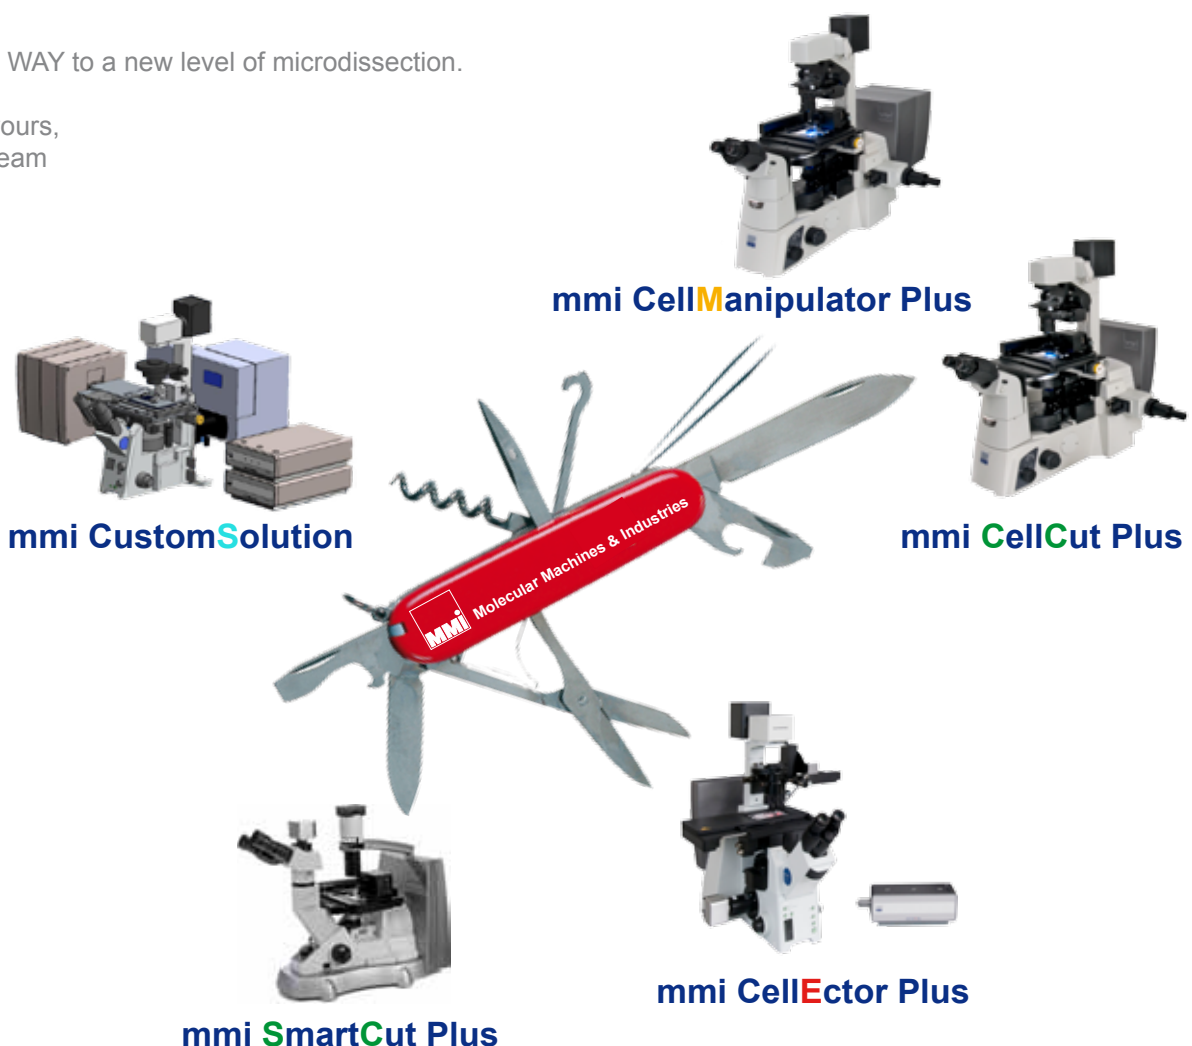 WAY to a new level of microdissection.
ours,
eam
mmi CellManipulator Plus
mmi CustomSolution
mmi CellCut Plus
MMi Molecular Machines & Industries
mmi CellEctor Plus
mmi SmartCut Plus